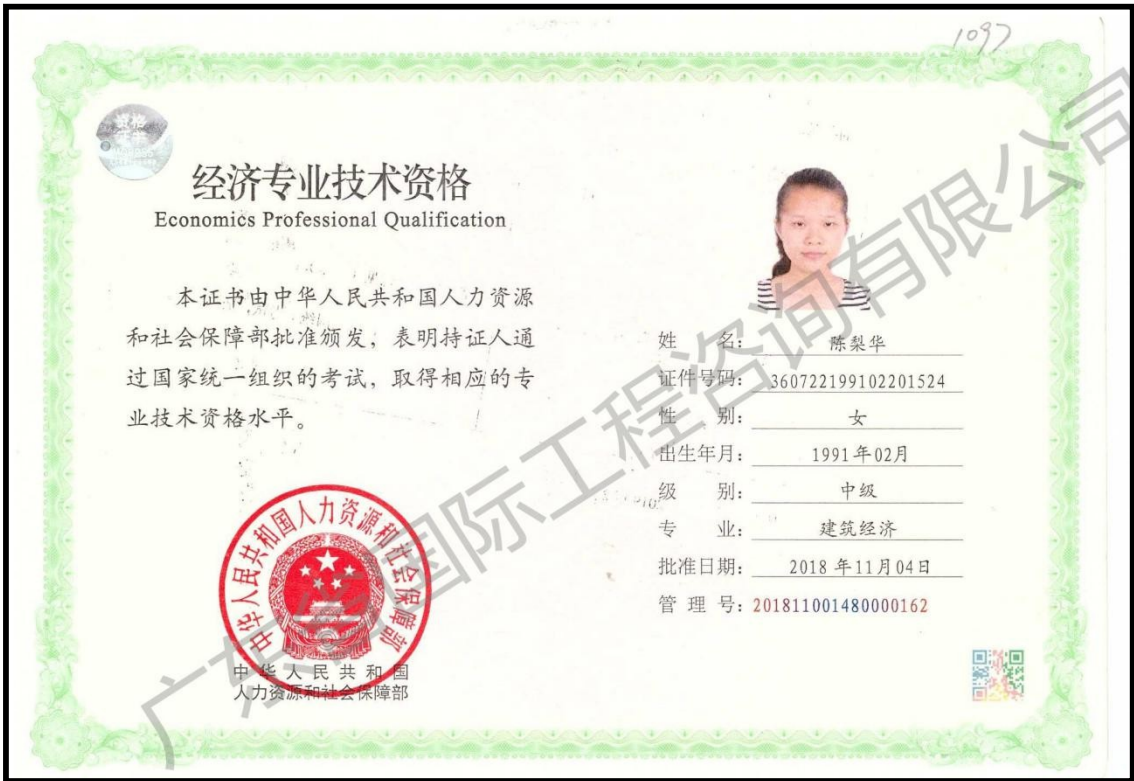 1097
资格
经济专业技术资格
Economics Professional Qualification
本证书由中华人民共和国人力资源
和社会保障部批准颁发，表明持证人通
过国家统一组织的考试，取得相应的专
业技术资格水平。
中华人民共和国人力资源和社会保障部
中华人民共和国
人力资源和社会保障部
姓 名： 陈梨华
证件号码： 360722199102201524
性 别： 女
出生年月： 1991年02月
级 别： 中级
专 业： 建筑经济
批准日期： 2018年11月04日
管 理 号： 201811001480000162
国际工程咨询有限公司